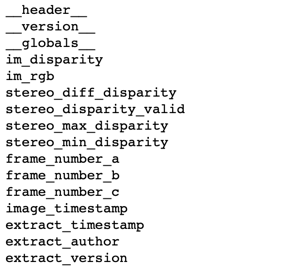 __header__
__version__
__globals__
im_disparity
im_rgb
stereo_diff_disparity
stereo_disparity_valid
stereo_max_disparity
stereo_min_disparity
frame_number_a
frame_number_b
frame_number_c
image_timestamp
extract_timestamp
extract_author
extract_version